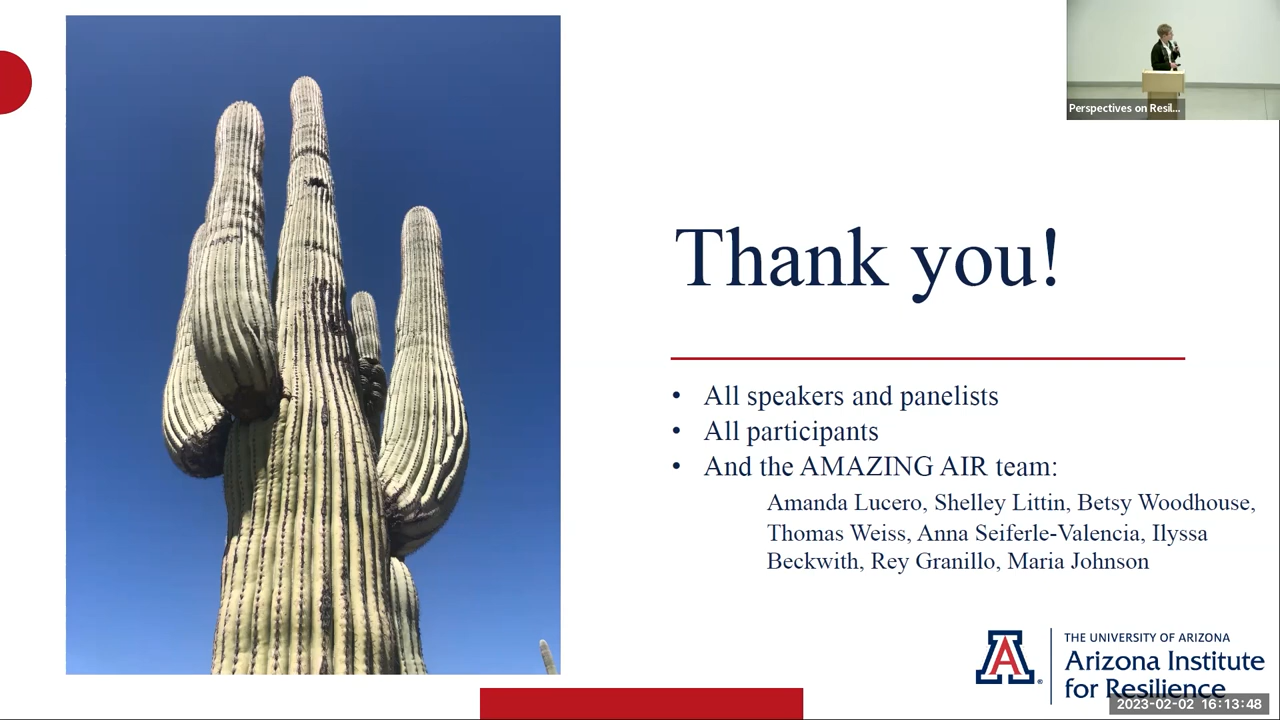 Perspectives on Resil...
Thank you!
• All speakers and panelists
• All participants
• And the AMAZING AIR team:
Amanda Lucero, Shelley Littin, Betsy Woodhouse,
Thomas Weiss, Anna Seiferle-Valencia, Ilyssa
Beckwith, Rey Granillo, Maria Johnson
A
®
THE UNIVERSITY OF ARIZONA
Arizona Institute
for Resilience
2023-02-02 16:13:48